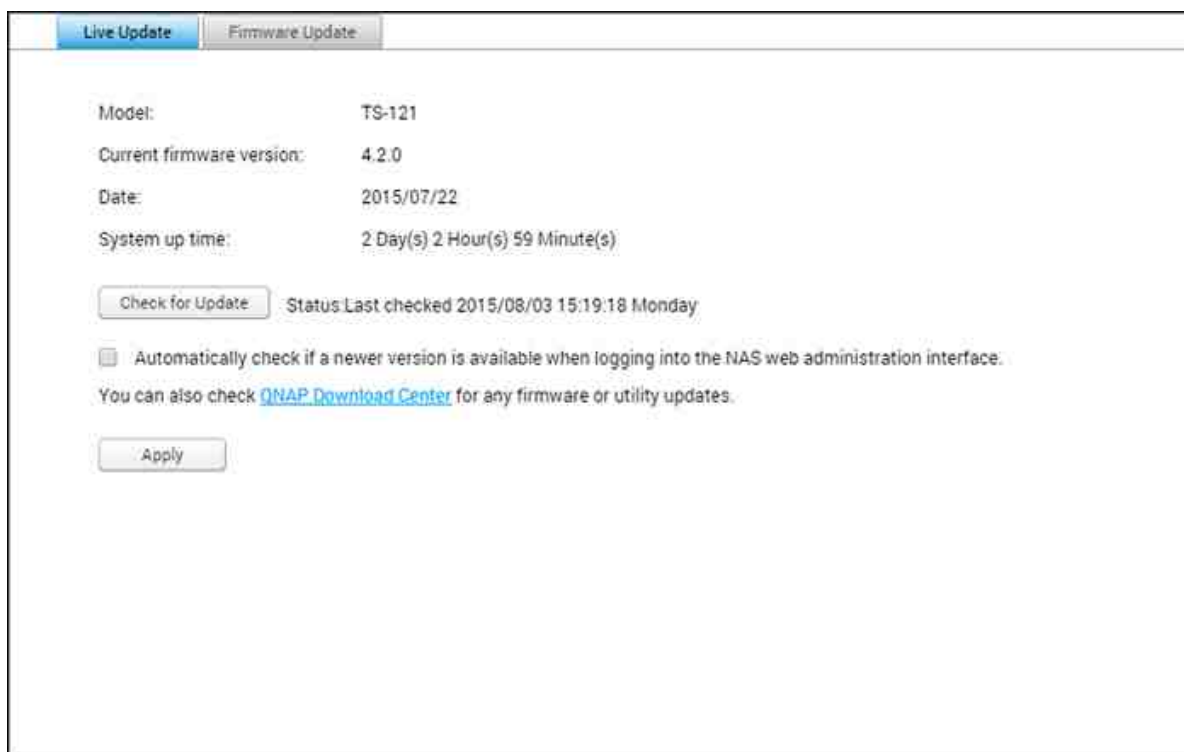 Live Update
Firmware Update
Model: TS-121
Current firmware version: 4.2.0
Date: 2015/07/22
System up time: 2 Day(s) 2 Hour(s) 59 Minute(s)
Check for Update Status:Last checked 2015/08/03 15:19:18 Monday
Automatically check if a newer version is available when logging into the NAS web administration interface.
You can also check QNAP Download Center for any firmware or utility updates.
Apply